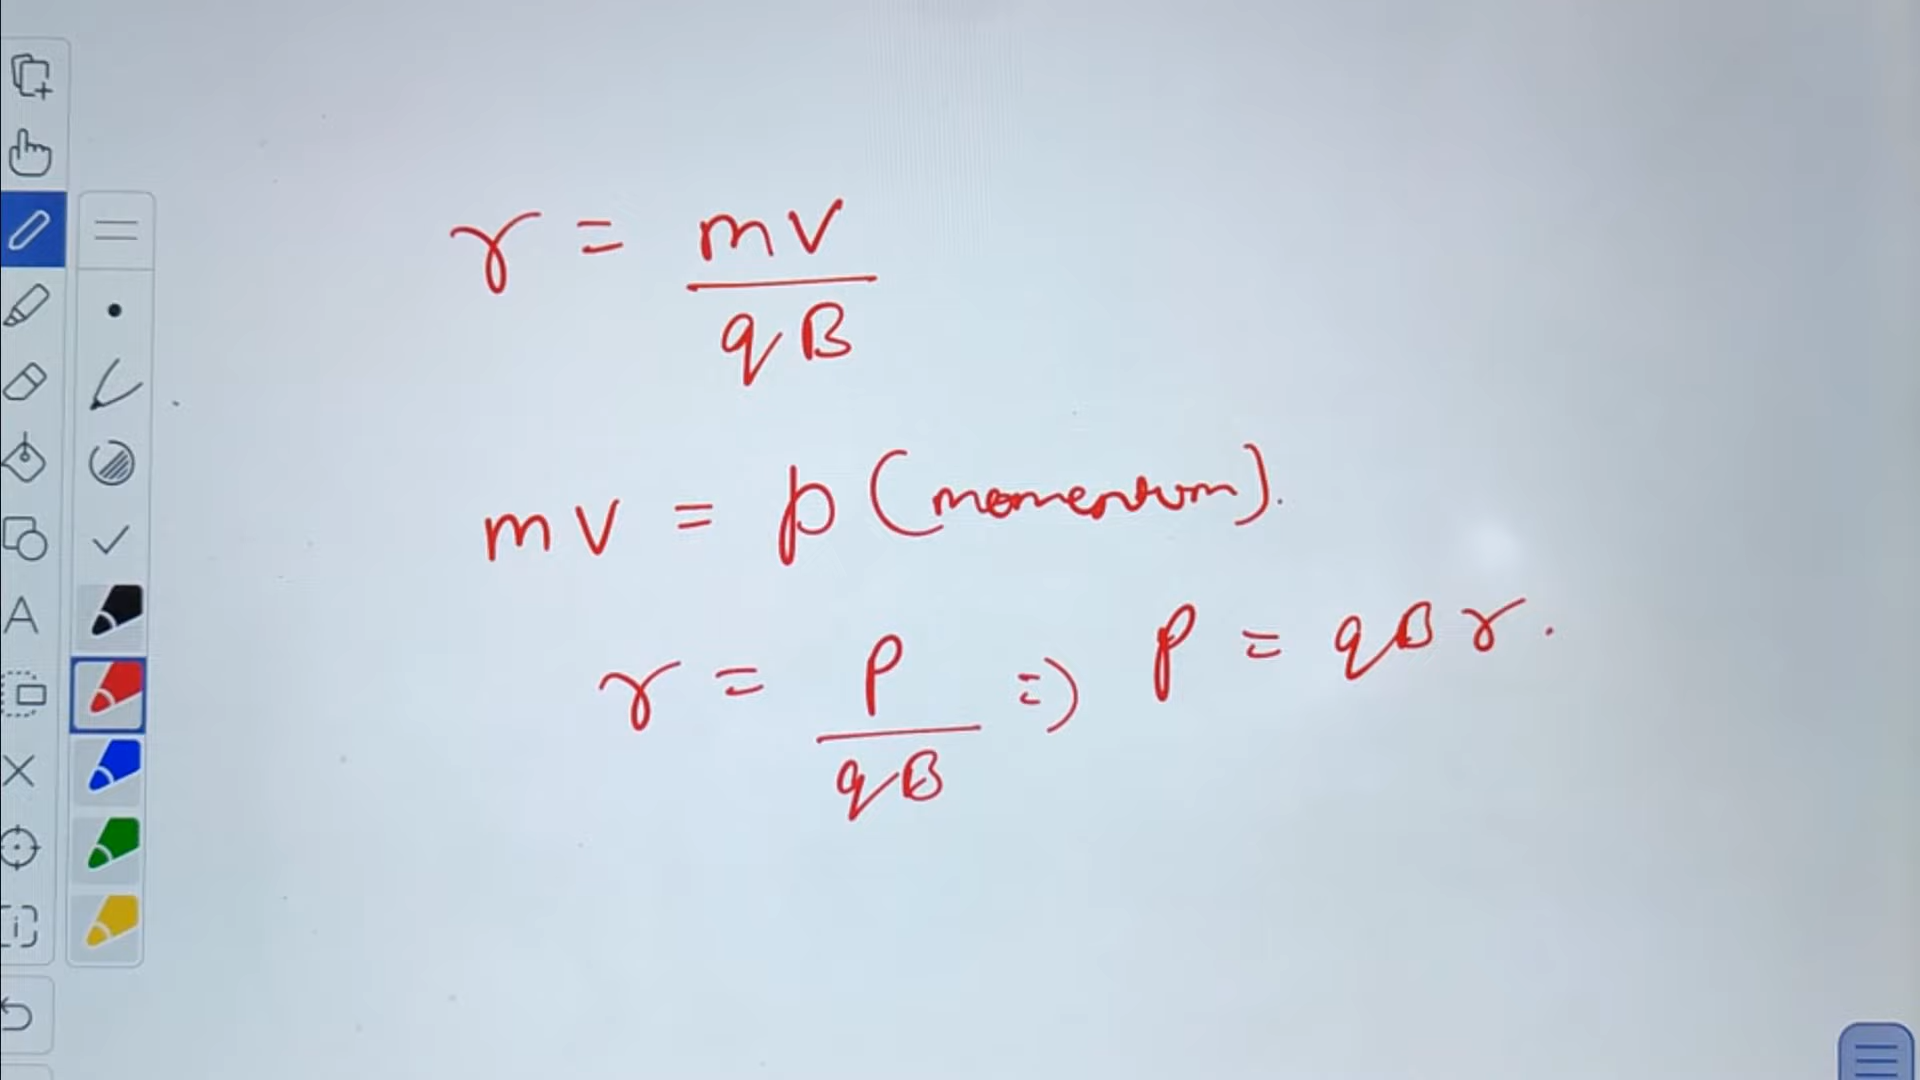 r = mv / qB
mv = p (momentum).
r = p / qB => p = qBr.
A